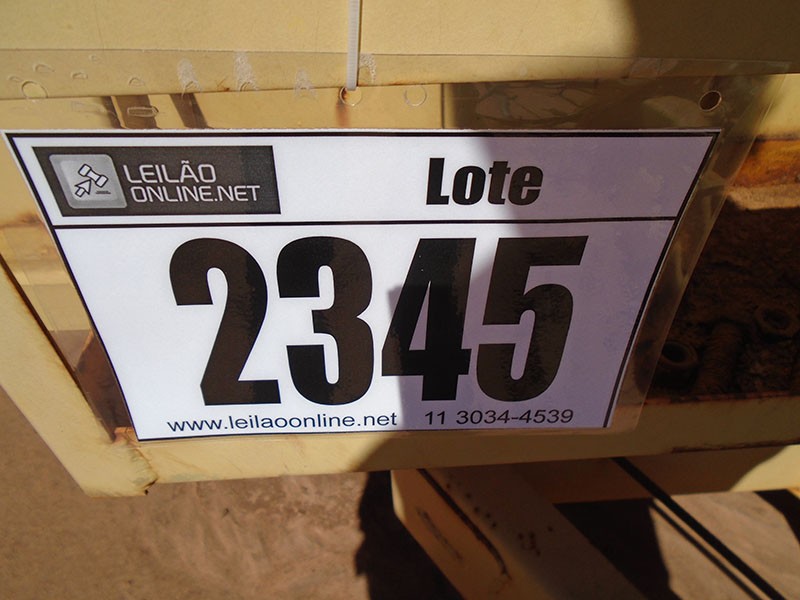 LEILÃO
ONLINE.NET
Lote
2345
www.leilaoonline.net 11 3034-4539